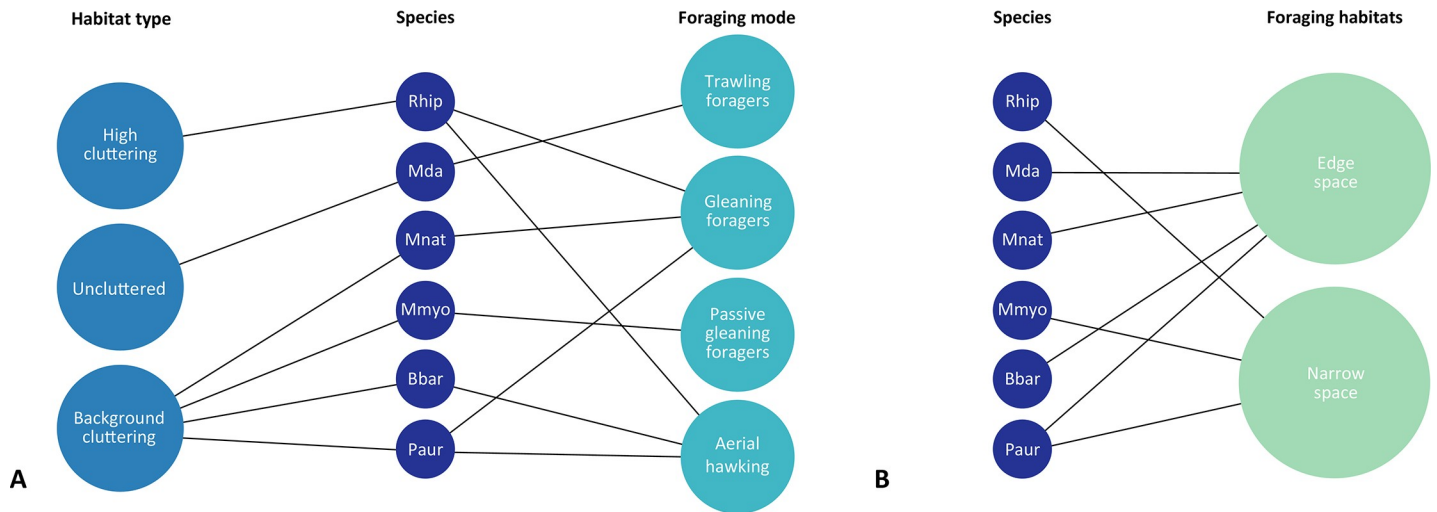 Habitat type
Species
Foraging mode
High
cluttering
Uncluttered
Background
cluttering
Rhip
Mda
Mnat
Mmyo
Bbar
Paur
Trawling
foragers
Gleaning
foragers
Passive
gleaning
foragers
Aerial
hawking
A
Species
Foraging habitats
Rhip
Mda
Mnat
Mmyo
Bbar
Paur
Edge
space
Narrow
space
B